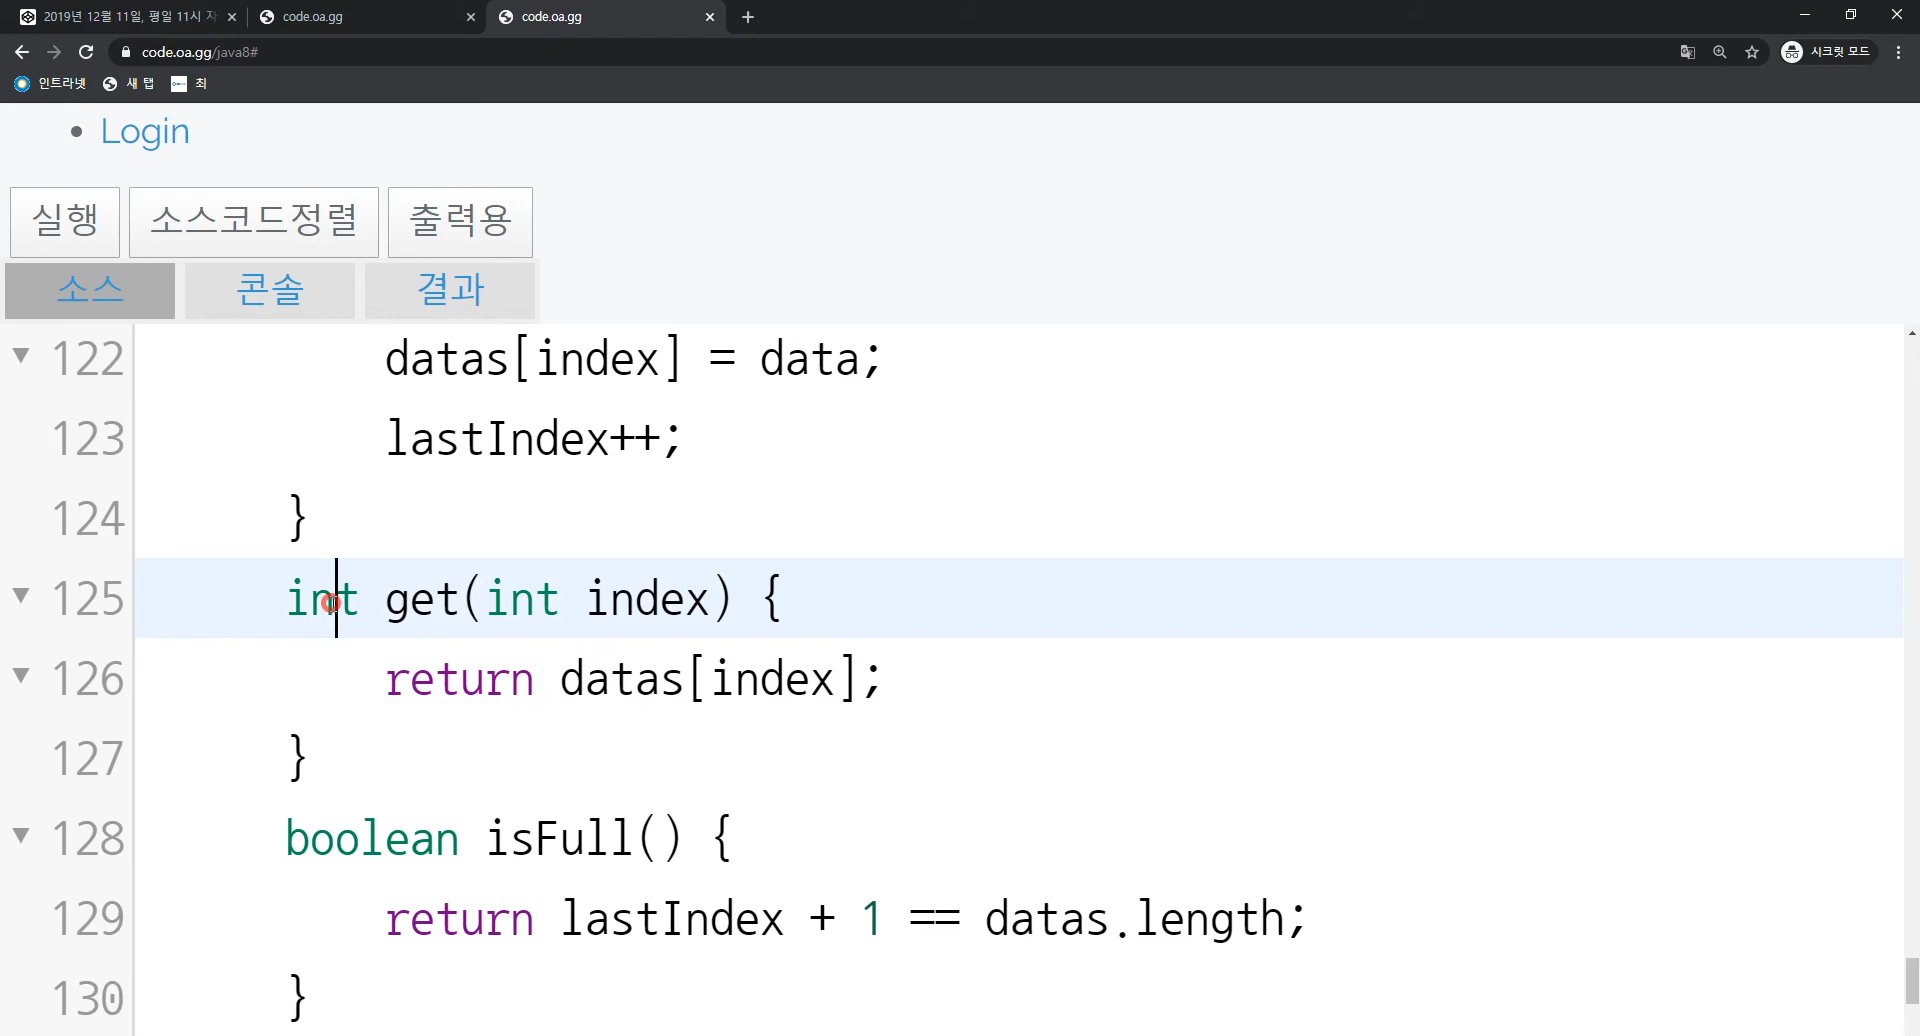 2019년 12월 11일, 평일 11시 자
code.oa.gg
code.oa.gg
code.oa.gg/java8#
시크릿 모드
인트라넷
새 탭
최
Login
실행
소스코드정렬
출력용
소스
콘솔
결과
122 datas[index] = data;
123 lastIndex++;
124 }
125 int get(int index) {
126 return datas[index];
127 }
128 boolean isFull() {
129 return lastIndex + 1 == datas.length;
130 }